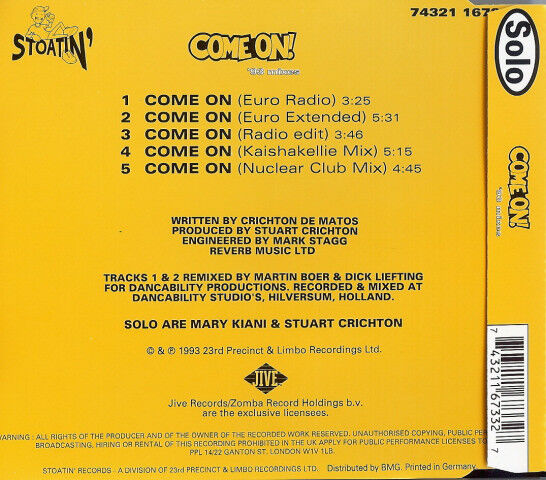 STOATIN'
COME ON!
'93 mixes
74321 1673
1 COME ON (Euro Radio) 3:25
2 COME ON (Euro Extended) 5:31
3 COME ON (Radio edit) 3:46
4 COME ON (Kaishakellie Mix) 5:15
5 COME ON (Nuclear Club Mix) 4:45
WRITTEN BY CRICHTON DE MATOS
PRODUCED BY STUART CRICHTON
ENGINEERED BY MARK STAGG
REVERB MUSIC LTD
TRACKS 1 & 2 REMIXED BY MARTIN BOER & DICK LIEFTING
FOR DANCABILITY PRODUCTIONS. RECORDED & MIXED AT
DANCABILITY STUDIO'S, HILVERSUM, HOLLAND.
SOLO ARE MARY KIANI & STUART CRICHTON
© & ℗ 1993 23rd Precinct & Limbo Recordings Ltd.
JIVE
Jive Records/Zomba Record Holdings b.v.
are the exclusive licensees.
WARNING : ALL RIGHTS OF THE PRODUCER AND OF THE OWNER OF THE RECORDED WORK RESERVED. UNAUTHORISED COPYING, PUBLIC
BROADCASTING, HIRING OR RENTAL OF THIS RECORDING PROHIBITED IN THE UK APPLY FOR PUBLIC PERFORMANCE LICENSES TO
PPL 14/22 GANTON ST. LONDON W1V 1LB.
STOATIN' RECORDS - A DIVISION OF 23RD PRECINCT & LIMBO RECORDINGS LTD. Distributed by BMG. Printed in Germany
Solo
COME ON!
'93 mixes
7 43211 67332 7